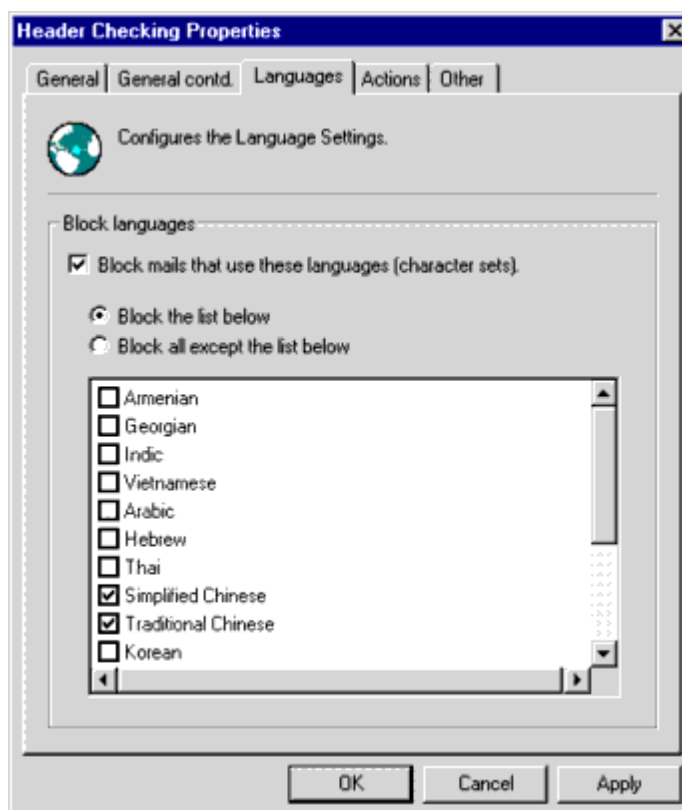 Header Checking Properties
General General contd. Languages Actions Other
Configures the Language Settings.
Block languages
Block mails that use these languages (character sets).
Block the list below
Block all except the list below
Armenian
Georgian
Indic
Vietnamese
Arabic
Hebrew
Thai
Simplified Chinese
Traditional Chinese
Korean
OK Cancel Apply